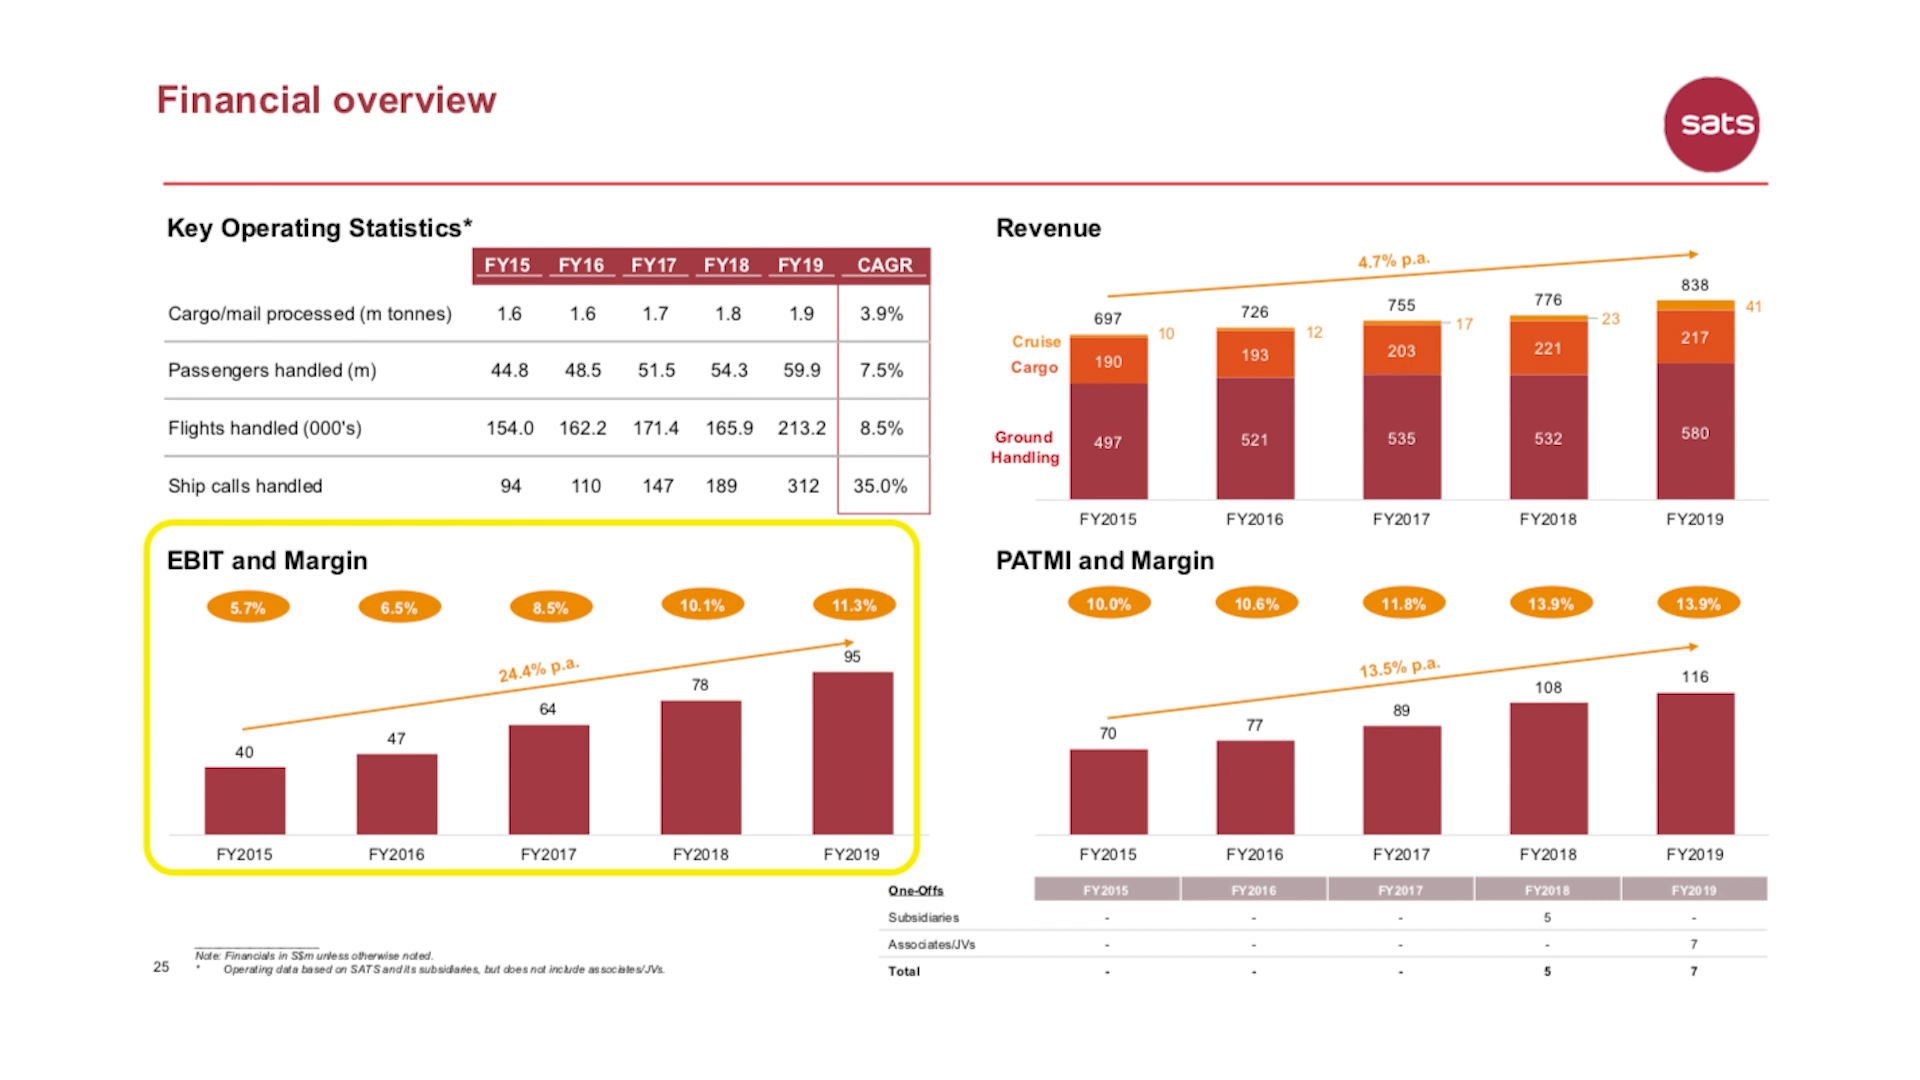 Financial overview
sats
Key Operating Statistics*
FY15 FY16 FY17 FY18 FY19 CAGR
Cargo/mail processed (m tonnes) 1.6 1.6 1.7 1.8 1.9 3.9%
Passengers handled (m) 44.8 48.5 51.5 54.3 59.9 7.5%
Flights handled (000's) 154.0 162.2 171.4 165.9 213.2 8.5%
Ship calls handled 94 110 147 189 312 35.0%
Revenue
4.7% p.a.
697 726 755 776 838
Cruise 10 12 17 23 41
Cargo 190 193 203 221 217
Ground
Handling
497 521 535 532 580
FY2015 FY2016 FY2017 FY2018 FY2019
EBIT and Margin
5.7% 6.5% 8.5% 10.1% 11.3%
24.4% p.a.
40 47 64 78 95
FY2015 FY2016 FY2017 FY2018 FY2019
PATMI and Margin
10.0% 10.6% 11.8% 13.9% 13.9%
13.5% p.a.
70 77 89 108 116
FY2015 FY2016 FY2017 FY2018 FY2019
One-Offs FY2015 FY2016 FY2017 FY2018 FY2019
Subsidiaries - - - 5 -
Associates/JVs - - - - 7
Total - - - 5 7
Note: Financials in S$m unless otherwise noted.
* Operating data based on SATS and its subsidiaries, but does not include associates/JVs.
25